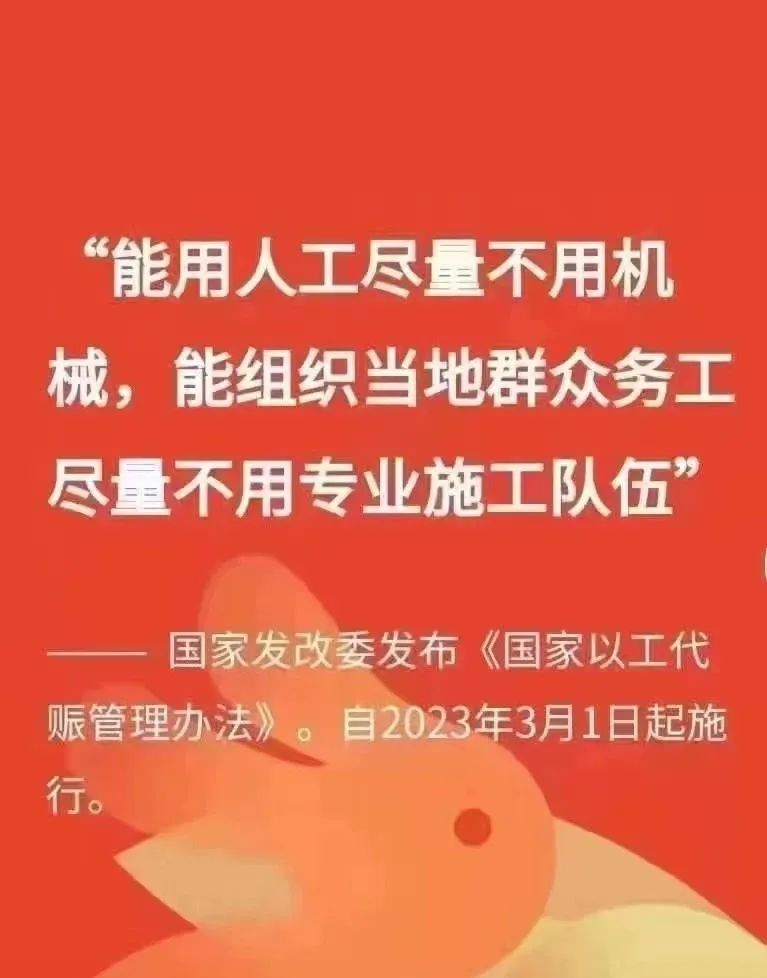 “能用人工尽量不用机
械，能组织当地群众务工
尽量不用专业施工队伍”
—— 国家发改委发布《国家以工代
赈管理办法》。自2023年3月1日起施
行。